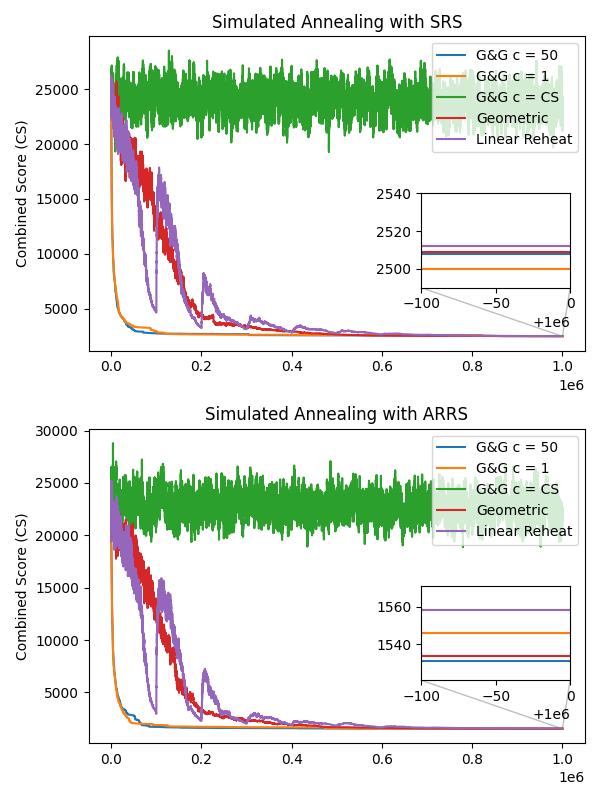 Simulated Annealing with SRS
G&G c = 50
G&G c = 1
G&G c = CS
Geometric
Linear Reheat
Combined Score (CS)
25000
20000
15000
10000
5000
2540
2520
2500
−100
−50
0
+1e6
0.0
0.2
0.4
0.6
0.8
1.0
1e6
Simulated Annealing with ARRS
G&G c = 50
G&G c = 1
G&G c = CS
Geometric
Linear Reheat
Combined Score (CS)
30000
25000
20000
15000
10000
5000
1560
1540
−100
−50
0
+1e6
0.0
0.2
0.4
0.6
0.8
1.0
1e6